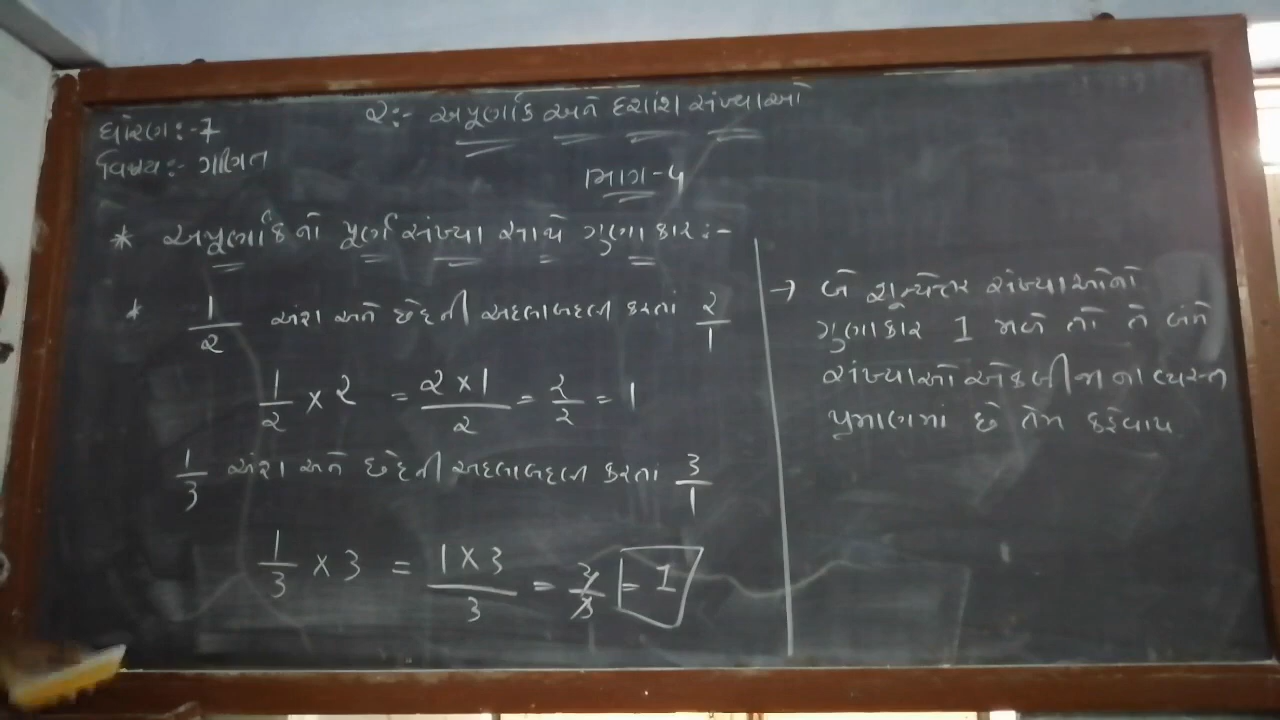 ધોરણ:-7
૨:- અપૂર્ણાંક અને દશાંશ સંખ્યાઓ
વિષય:- ગણિત
ભાગ-૫
* અપૂર્ણાંકનો પૂર્ણ સંખ્યા સાથે ગુણાકાર:-
* 1/૨ અંશ અને છેદની અદલાબદલી કરતાં ૨/1
1/૨ × ૨ = ૨×1/૨ = ૨/૨ = 1
1/3 અંશ અને છેદની અદલાબદલી કરતા 3/1
1/3 × 3 = 1×3/3 = 3/3 = 1
→ બે શૂન્યેત્તર સંખ્યાઓનો
ગુણાકાર 1 મળે તો તે બંને
સંખ્યાઓ એકબીજાના વ્યસ્ત
પ્રમાણમાં છે તેમ કહેવાય